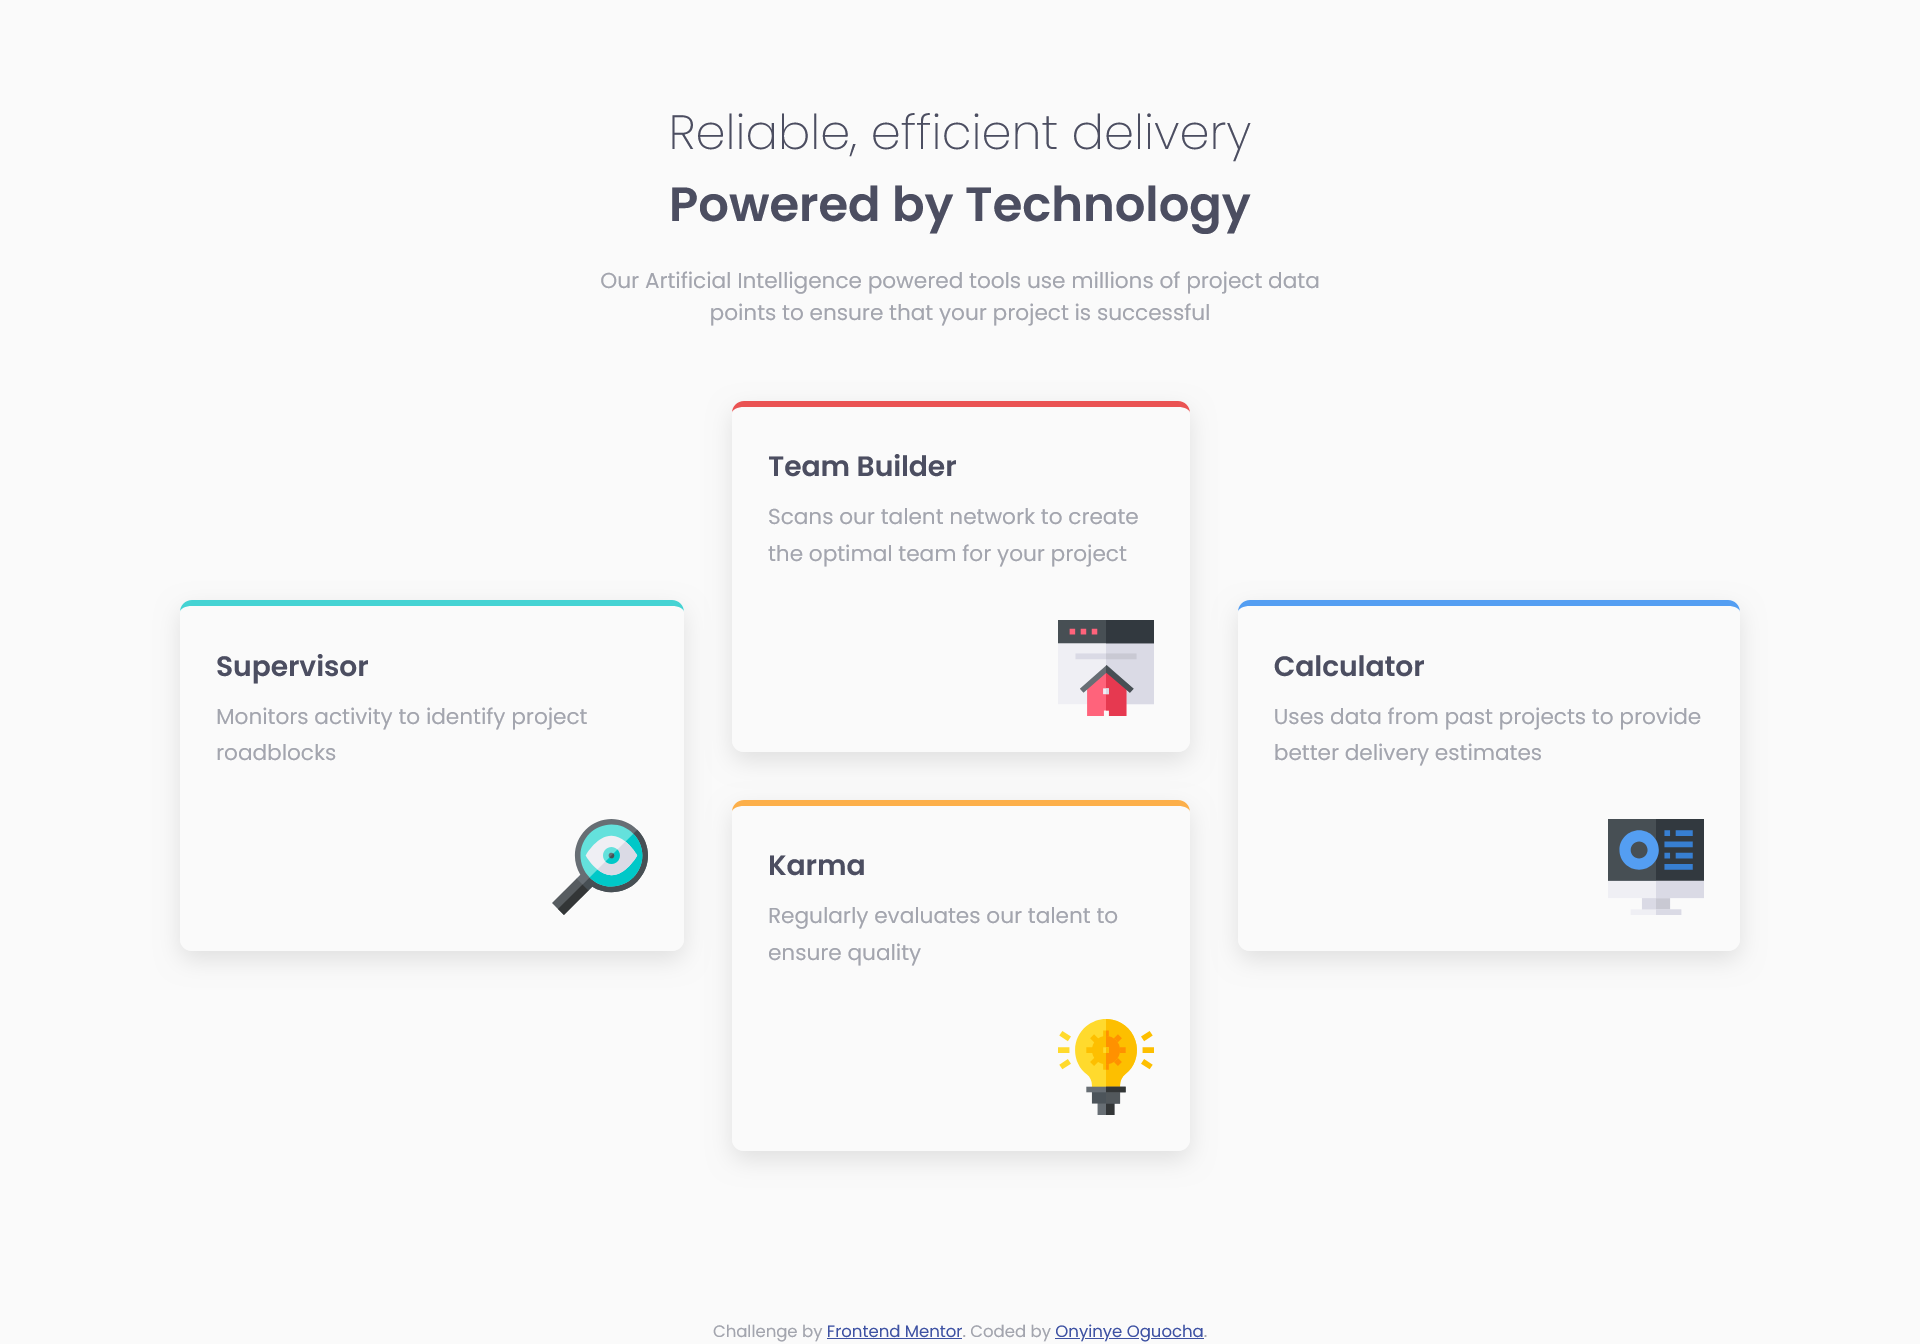 Reliable, efficient delivery
Powered by Technology
Our Artificial Intelligence powered tools use millions of project data
points to ensure that your project is successful
Team Builder
Scans our talent network to create
the optimal team for your project
Supervisor
Monitors activity to identify project
roadblocks
Calculator
Uses data from past projects to provide
better delivery estimates
Karma
Regularly evaluates our talent to
ensure quality
Challenge by Frontend Mentor. Coded by Onyinye Oguocha.